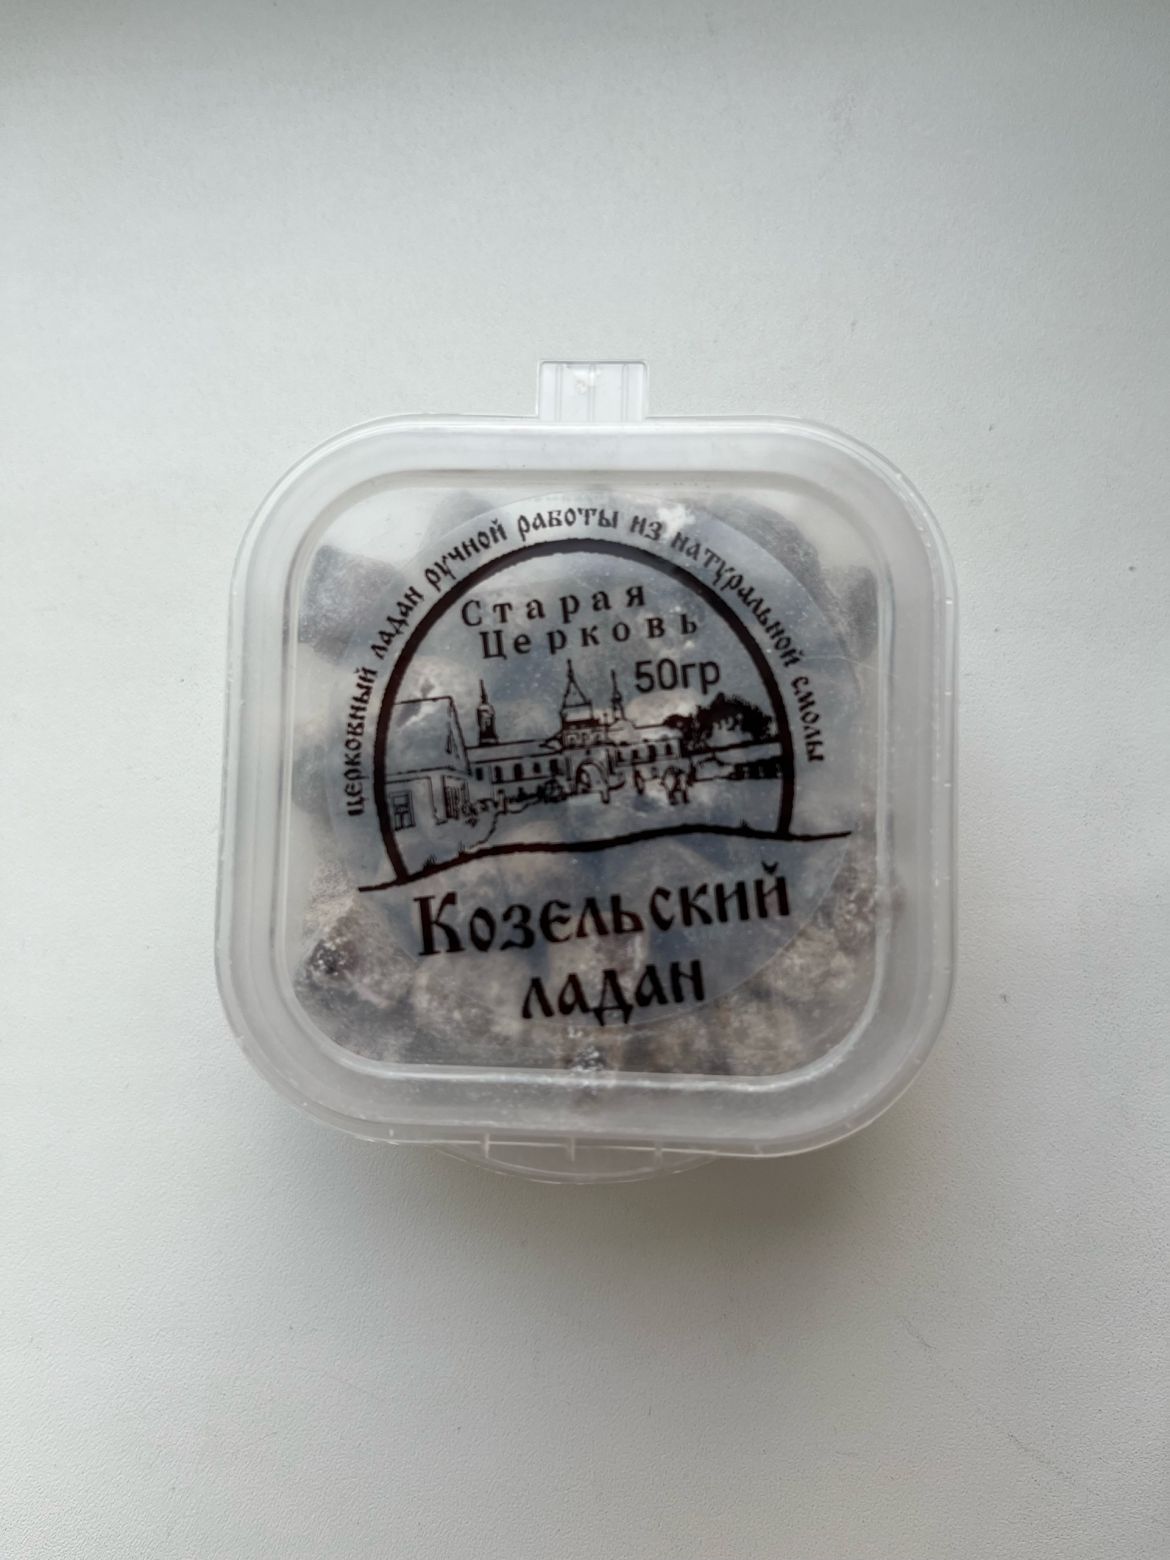 церковный ладан ручной работы из натуральной смолы
Старая
Церковь
50гр
Козельский
ладан